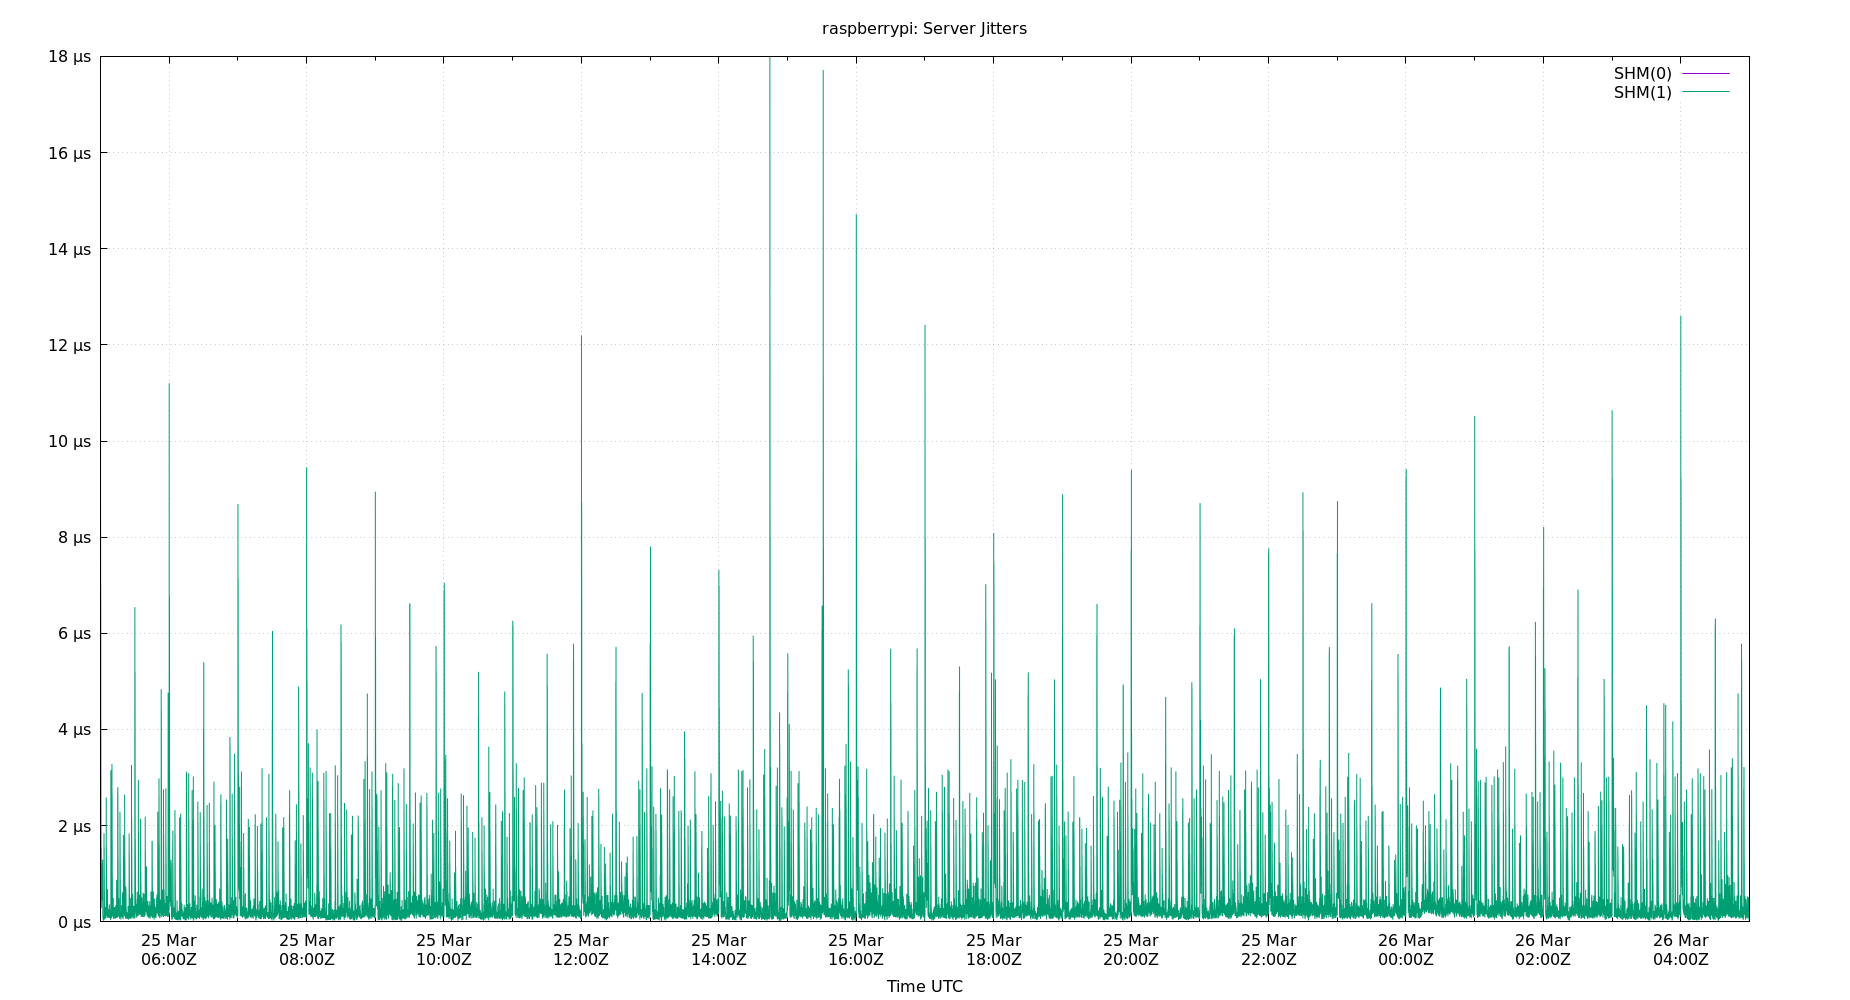 raspberrypi: Server Jitters
SHM(0)
SHM(1)
18 µs
16 µs
14 µs
12 µs
10 µs
8 µs
6 µs
4 µs
2 µs
0 µs
25 Mar 25 Mar 25 Mar 25 Mar 25 Mar 25 Mar 25 Mar 25 Mar 25 Mar 26 Mar 26 Mar 26 Mar
06:00Z 08:00Z 10:00Z 12:00Z 14:00Z 16:00Z 18:00Z 20:00Z 22:00Z 00:00Z 02:00Z 04:00Z
Time UTC